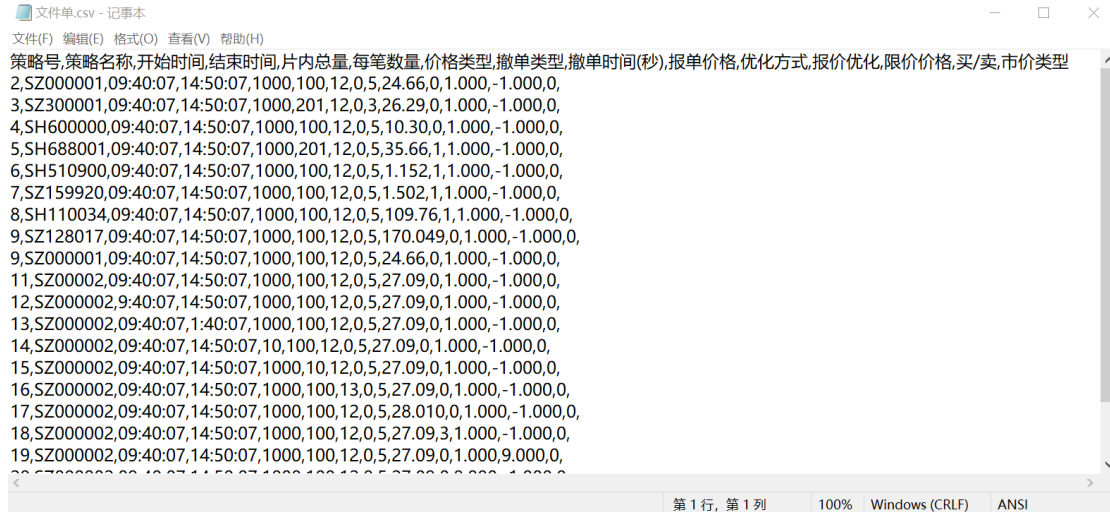 文件单.csv - 记事本
文件(F) 编辑(E) 格式(O) 查看(V) 帮助(H)
策略号,策略名称,开始时间,结束时间,片内总量,每笔数量,价格类型,撤单类型,撤单时间(秒),报单价格,优化方式,报价优化,限价价格,买/卖,市价类型
2,SZ000001,09:40:07,14:50:07,1000,100,12,0,5,24.66,0,1.000,-1.000,0,
3,SZ300001,09:40:07,14:50:07,1000,201,12,0,3,26.29,0,1.000,-1.000,0,
4,SH600000,09:40:07,14:50:07,1000,100,12,0,5,10.30,0,1.000,-1.000,0,
5,SH688001,09:40:07,14:50:07,1000,201,12,0,5,35.66,1,1.000,-1.000,0,
6,SH510900,09:40:07,14:50:07,1000,100,12,0,5,1.152,1,1.000,-1.000,0,
7,SZ159920,09:40:07,14:50:07,1000,100,12,0,5,1.502,1,1.000,-1.000,0,
8,SH110034,09:40:07,14:50:07,1000,100,12,0,5,109.76,1,1.000,-1.000,0,
9,SZ128017,09:40:07,14:50:07,1000,100,12,0,5,170.049,0,1.000,-1.000,0,
9,SZ000001,09:40:07,14:50:07,1000,100,12,0,5,24.66,0,1.000,-1.000,0,
11,SZ00002,09:40:07,14:50:07,1000,100,12,0,5,27.09,0,1.000,-1.000,0,
12,SZ000002,9:40:07,14:50:07,1000,100,12,0,5,27.09,0,1.000,-1.000,0,
13,SZ000002,09:40:07,1:40:07,1000,100,12,0,5,27.09,0,1.000,-1.000,0,
14,SZ000002,09:40:07,14:50:07,10,100,12,0,5,27.09,0,1.000,-1.000,0,
15,SZ000002,09:40:07,14:50:07,1000,10,12,0,5,27.09,0,1.000,-1.000,0,
16,SZ000002,09:40:07,14:50:07,1000,100,13,0,5,27.09,0,1.000,-1.000,0,
17,SZ000002,09:40:07,14:50:07,1000,100,12,0,5,28.010,0,1.000,-1.000,0,
18,SZ000002,09:40:07,14:50:07,1000,100,12,0,5,27.09,3,1.000,-1.000,0,
19,SZ000002,09:40:07,14:50:07,1000,100,12,0,5,27.09,0,1.000,9.000,0,
第 1 行，第 1 列 100% Windows (CRLF) ANSI